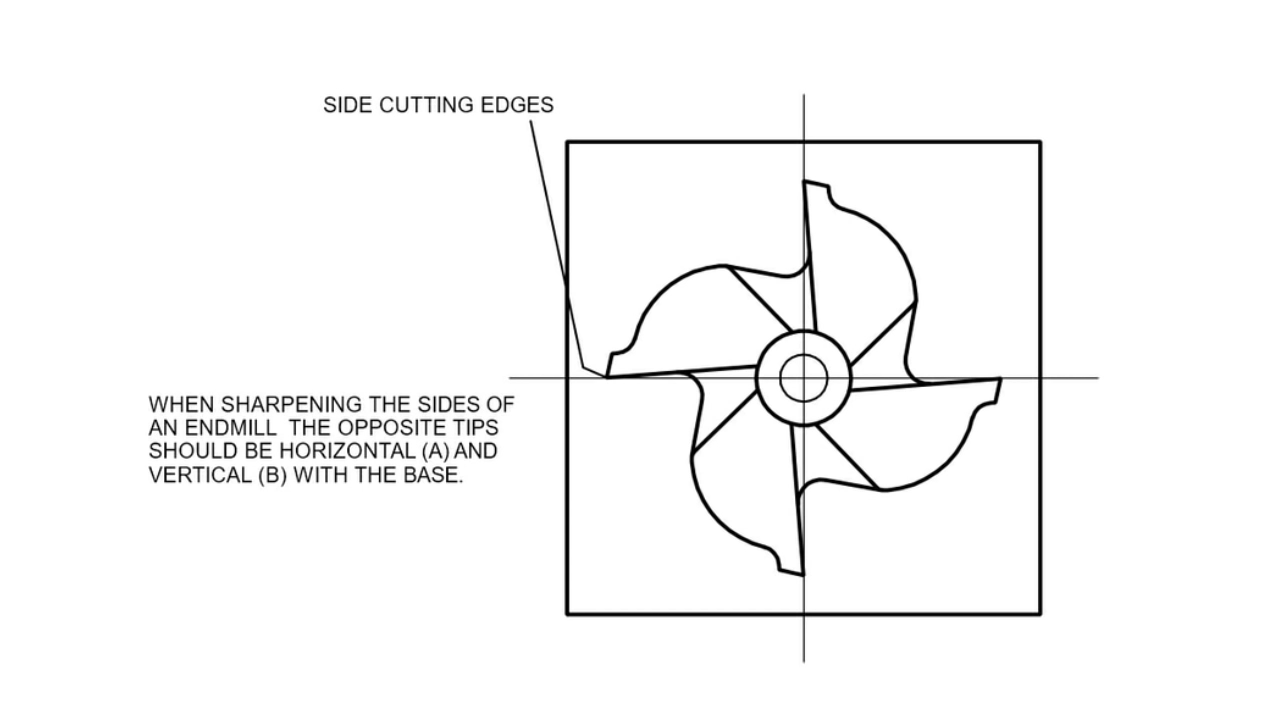 SIDE CUTTING EDGES
WHEN SHARPENING THE SIDES OF
AN ENDMILL THE OPPOSITE TIPS
SHOULD BE HORIZONTAL (A) AND
VERTICAL (B) WITH THE BASE.